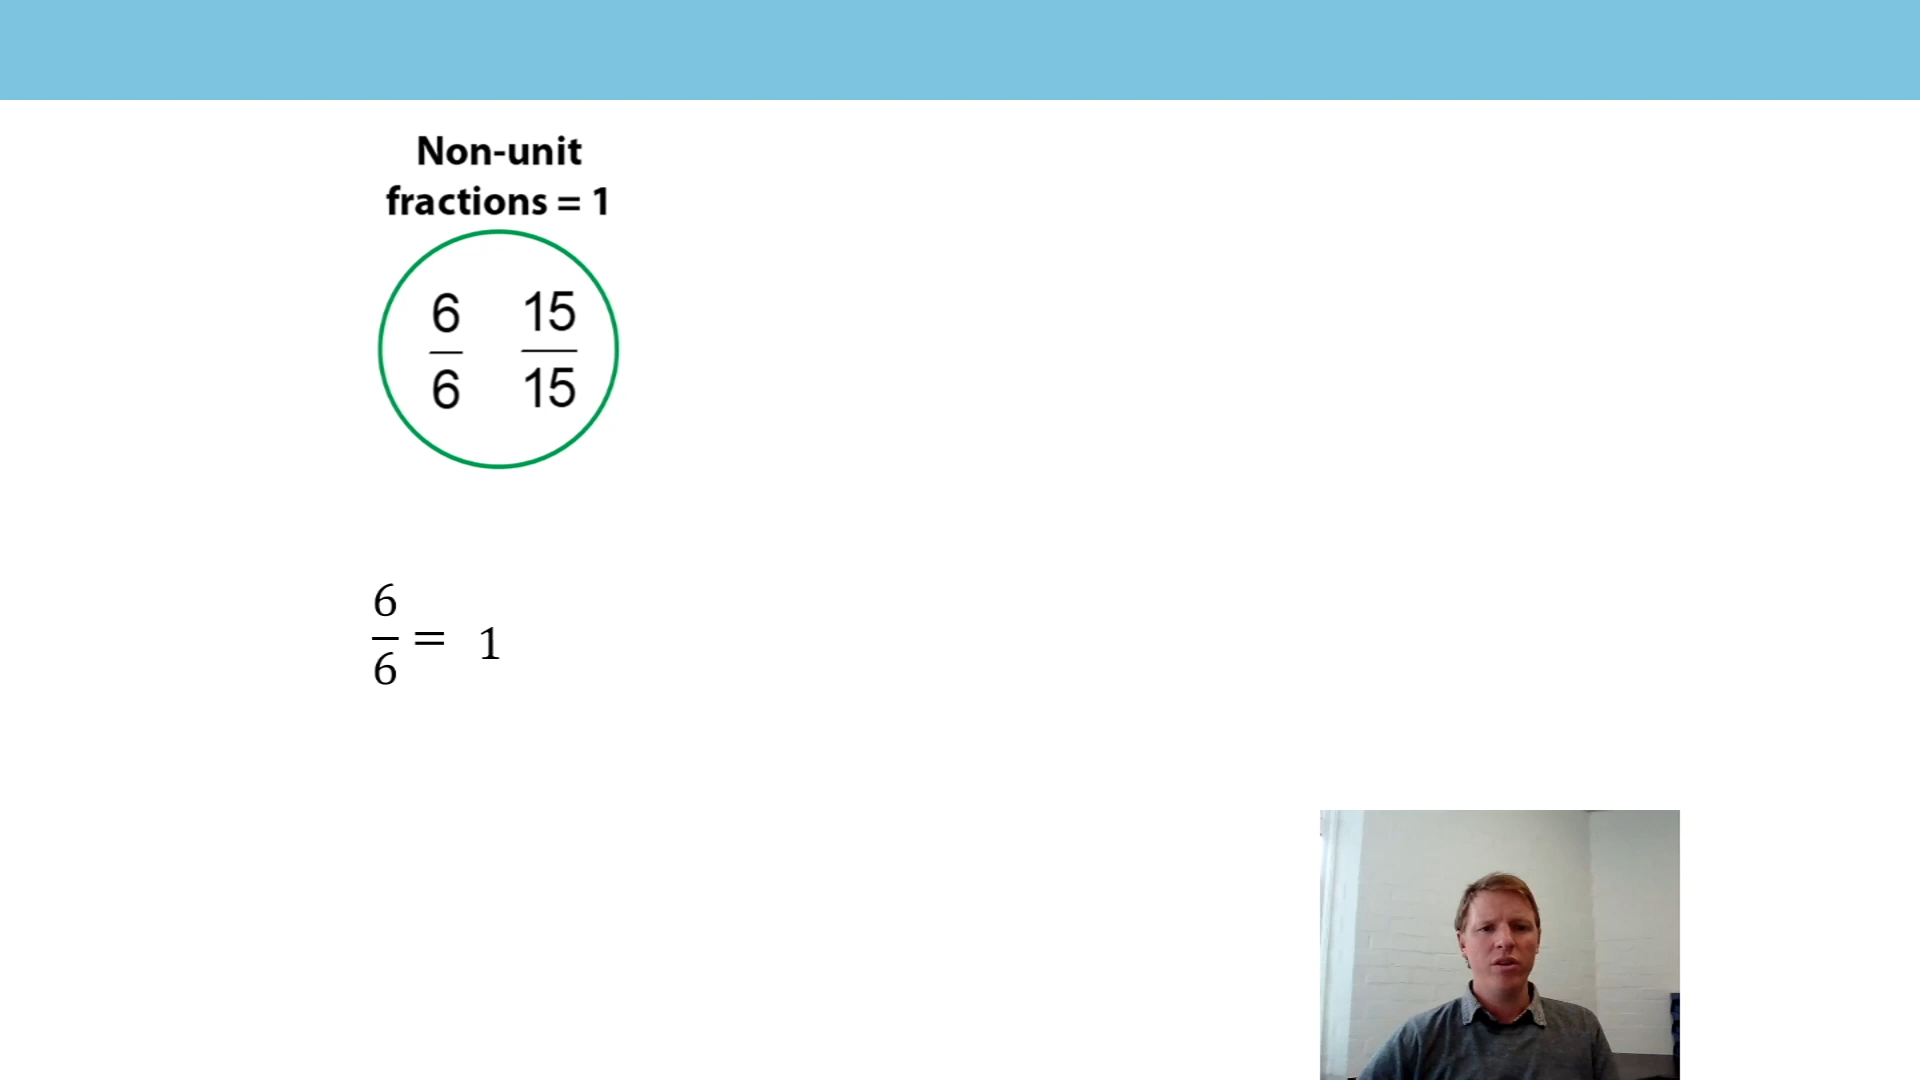 Non-unit
fractions = 1
6 15
6 15
6
= 1
6